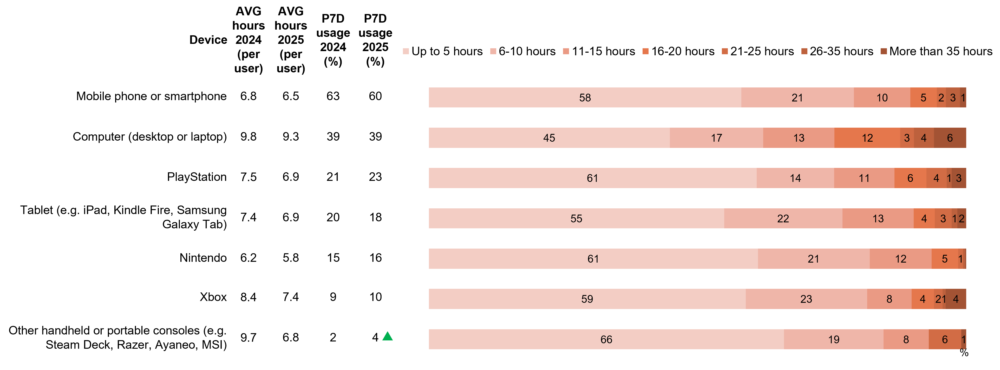 Device
AVG
hours
2024
(per
user)
AVG
hours
2025
(per
user)
P7D
usage
2024
(%)
P7D
usage
2025
(%)
Up to 5 hours 6-10 hours 11-15 hours 16-20 hours 21-25 hours 26-35 hours More than 35 hours
Mobile phone or smartphone 6.8 6.5 63 60 58 21 10 5 2 3 1
Computer (desktop or laptop) 9.8 9.3 39 39 45 17 13 12 3 4 6
PlayStation 7.5 6.9 21 23 61 14 11 6 4 1 3
Tablet (e.g. iPad, Kindle Fire, Samsung
Galaxy Tab) 7.4 6.9 20 18 55 22 13 4 3 1 2
Nintendo 6.2 5.8 15 16 61 21 12 5 1
Xbox 8.4 7.4 9 10 59 23 8 4 2 1 4
Other handheld or portable consoles (e.g.
Steam Deck, Razer, Ayaneo, MSI) 9.7 6.8 2 4 66 19 8 6 1
%